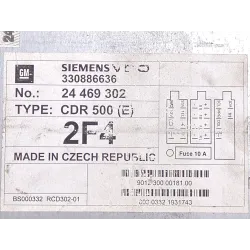 GM
SIEMENS VDO
330886636
No.: 24 469 302
TYPE: CDR 500 (E)
2F4
MADE IN CZECH REPUBLIC
Fuse 10 A
BS000332 RCD302-01